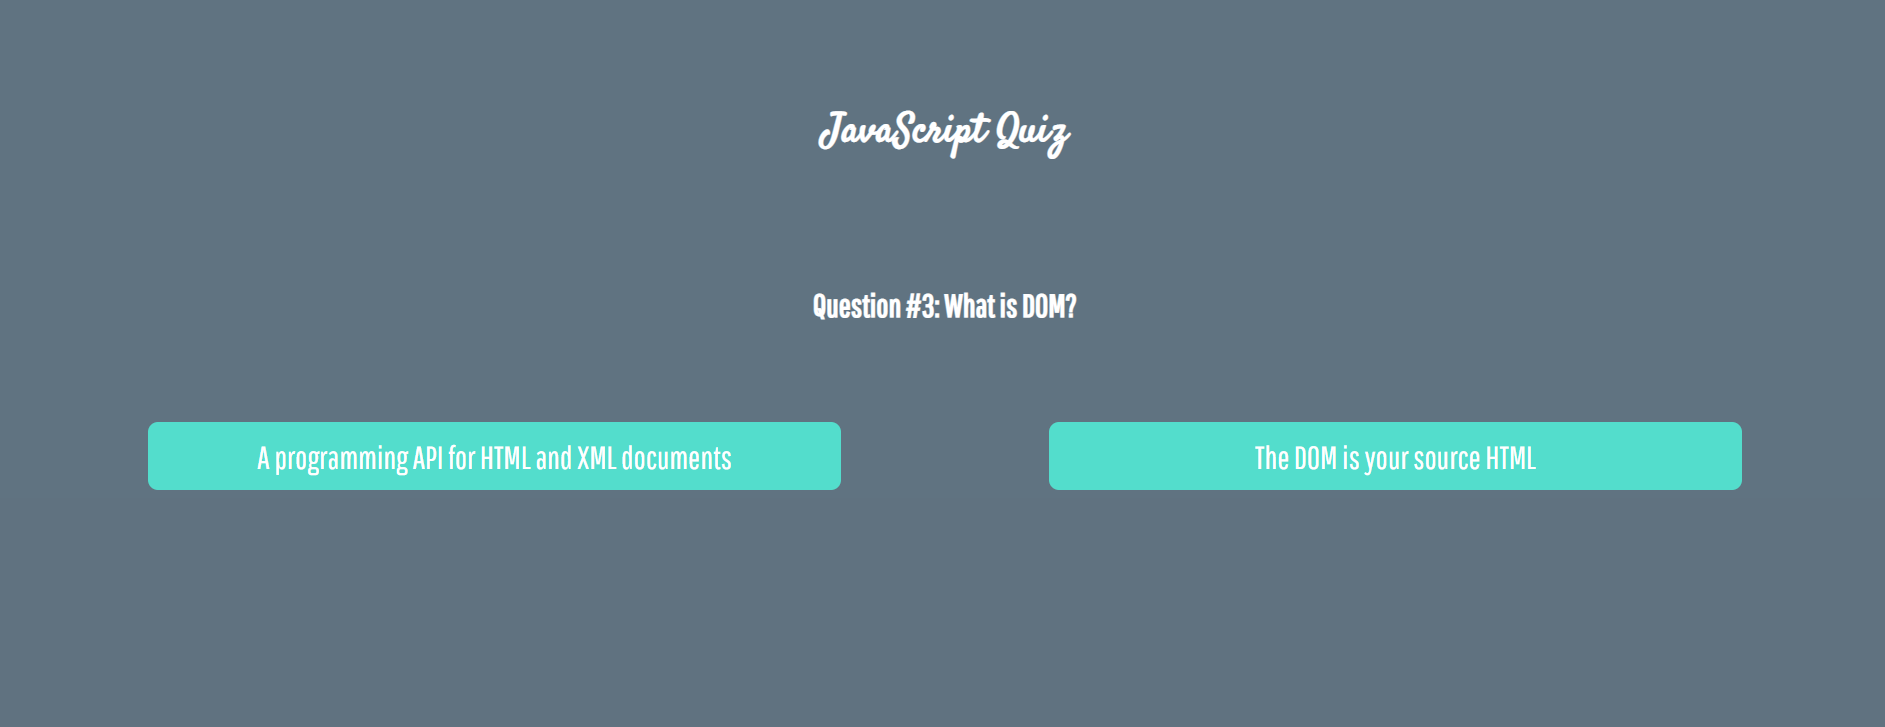 JavaScript Quiz
Question #3: What is DOM?
A programming API for HTML and XML documents
The DOM is your source HTML